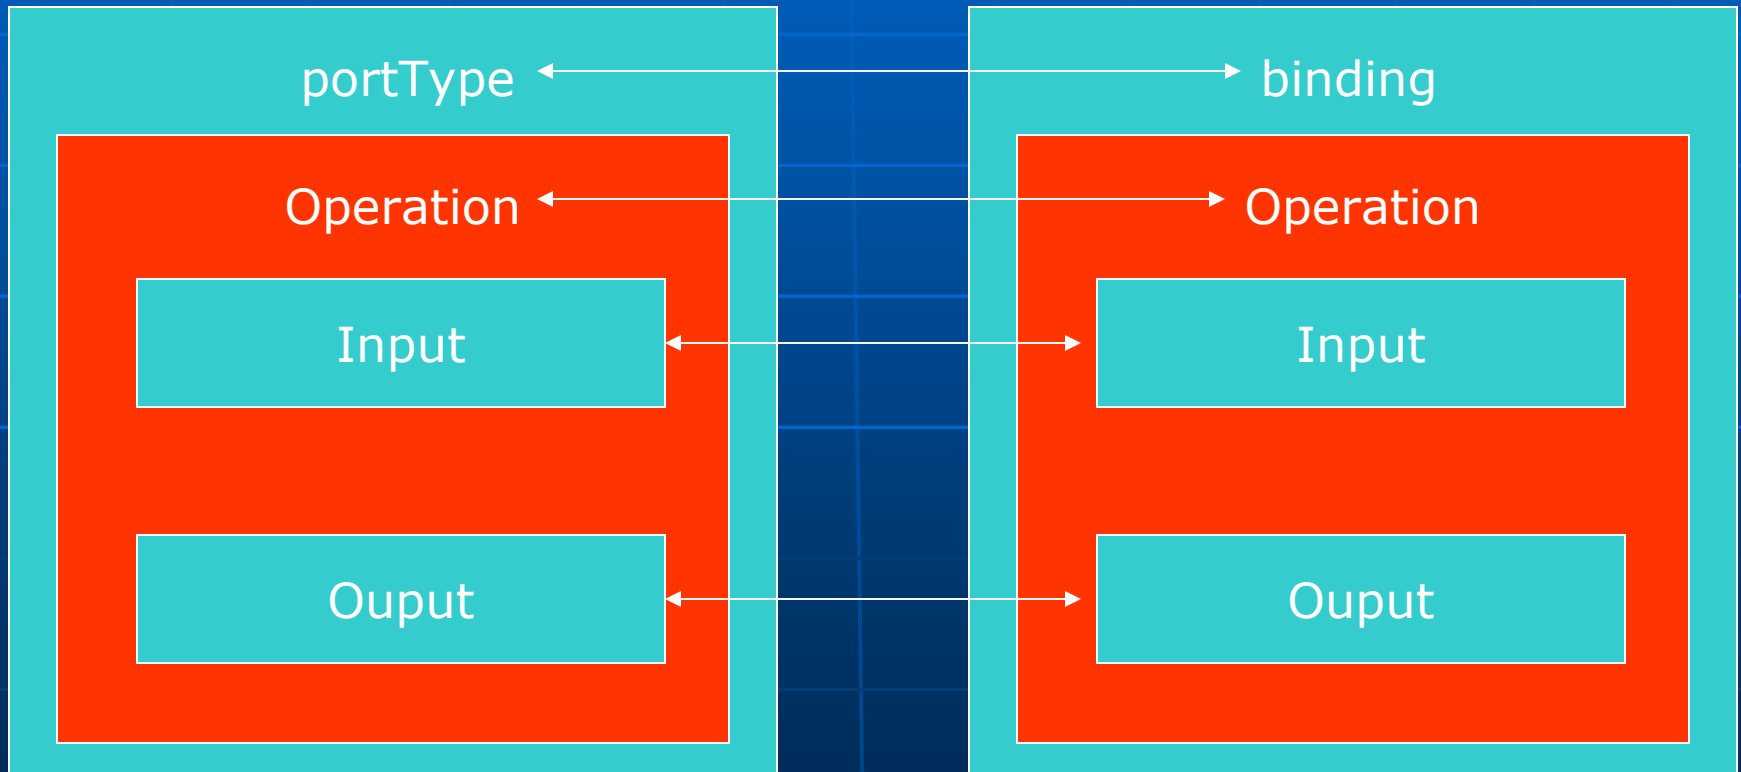 portType
binding
Operation
Operation
Input
Input
Ouput
Ouput